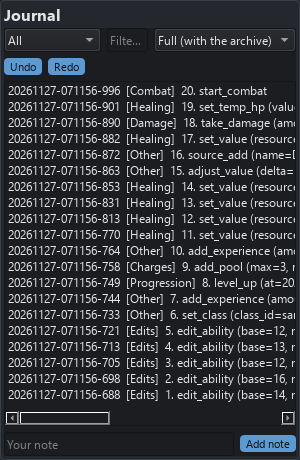 Journal
All Filte... Full (with the archive)
Undo Redo
20261127-071156-996 [Combat] 20. start_combat
20261127-071156-901 [Healing] 19. set_temp_hp (valu
20261127-071156-890 [Damage] 18. take_damage (amo
20261127-071156-882 [Healing] 17. set_value (resourc
20261127-071156-872 [Other] 16. source_add (name=D
20261127-071156-863 [Other] 15. adjust_value (delta=
20261127-071156-853 [Healing] 14. set_value (resourc
20261127-071156-831 [Healing] 13. set_value (resourc
20261127-071156-813 [Healing] 12. set_value (resourc
20261127-071156-770 [Healing] 11. set_value (resourc
20261127-071156-764 [Other] 10. add_experience (am
20261127-071156-758 [Charges] 9. add_pool (max=3, r
20261127-071156-749 [Progression] 8. level_up (at=20
20261127-071156-744 [Other] 7. add_experience (amo
20261127-071156-733 [Other] 6. set_class (class_id=sa
20261127-071156-721 [Edits] 5. edit_ability (base=12, r
20261127-071156-713 [Edits] 4. edit_ability (base=13, r
20261127-071156-705 [Edits] 3. edit_ability (base=12, r
20261127-071156-698 [Edits] 2. edit_ability (base=16, r
20261127-071156-688 [Edits] 1. edit_ability (base=14, r
Your note Add note